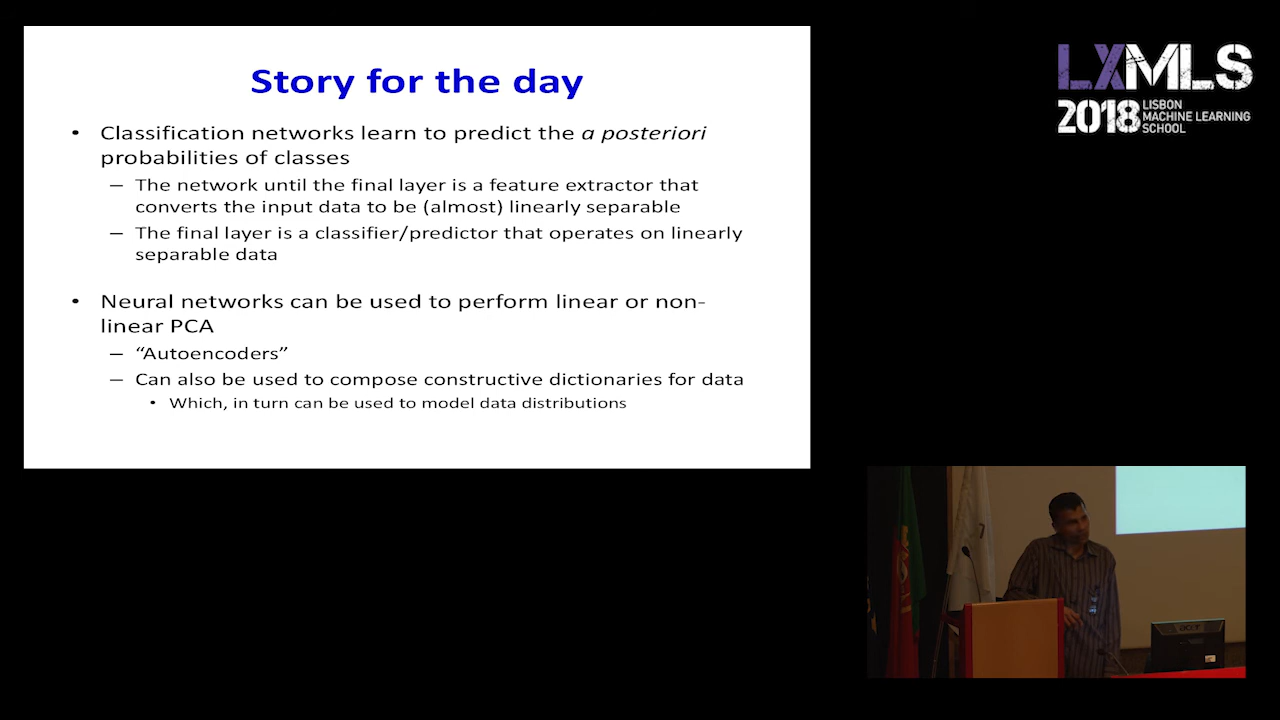 Story for the day
• Classification networks learn to predict the a posteriori
probabilities of classes
– The network until the final layer is a feature extractor that
converts the input data to be (almost) linearly separable
– The final layer is a classifier/predictor that operates on linearly
separable data
• Neural networks can be used to perform linear or non-
linear PCA
– “Autoencoders”
– Can also be used to compose constructive dictionaries for data
• Which, in turn can be used to model data distributions
LXMLS
2018 LISBON
MACHINE LEARNING
SCHOOL
acer